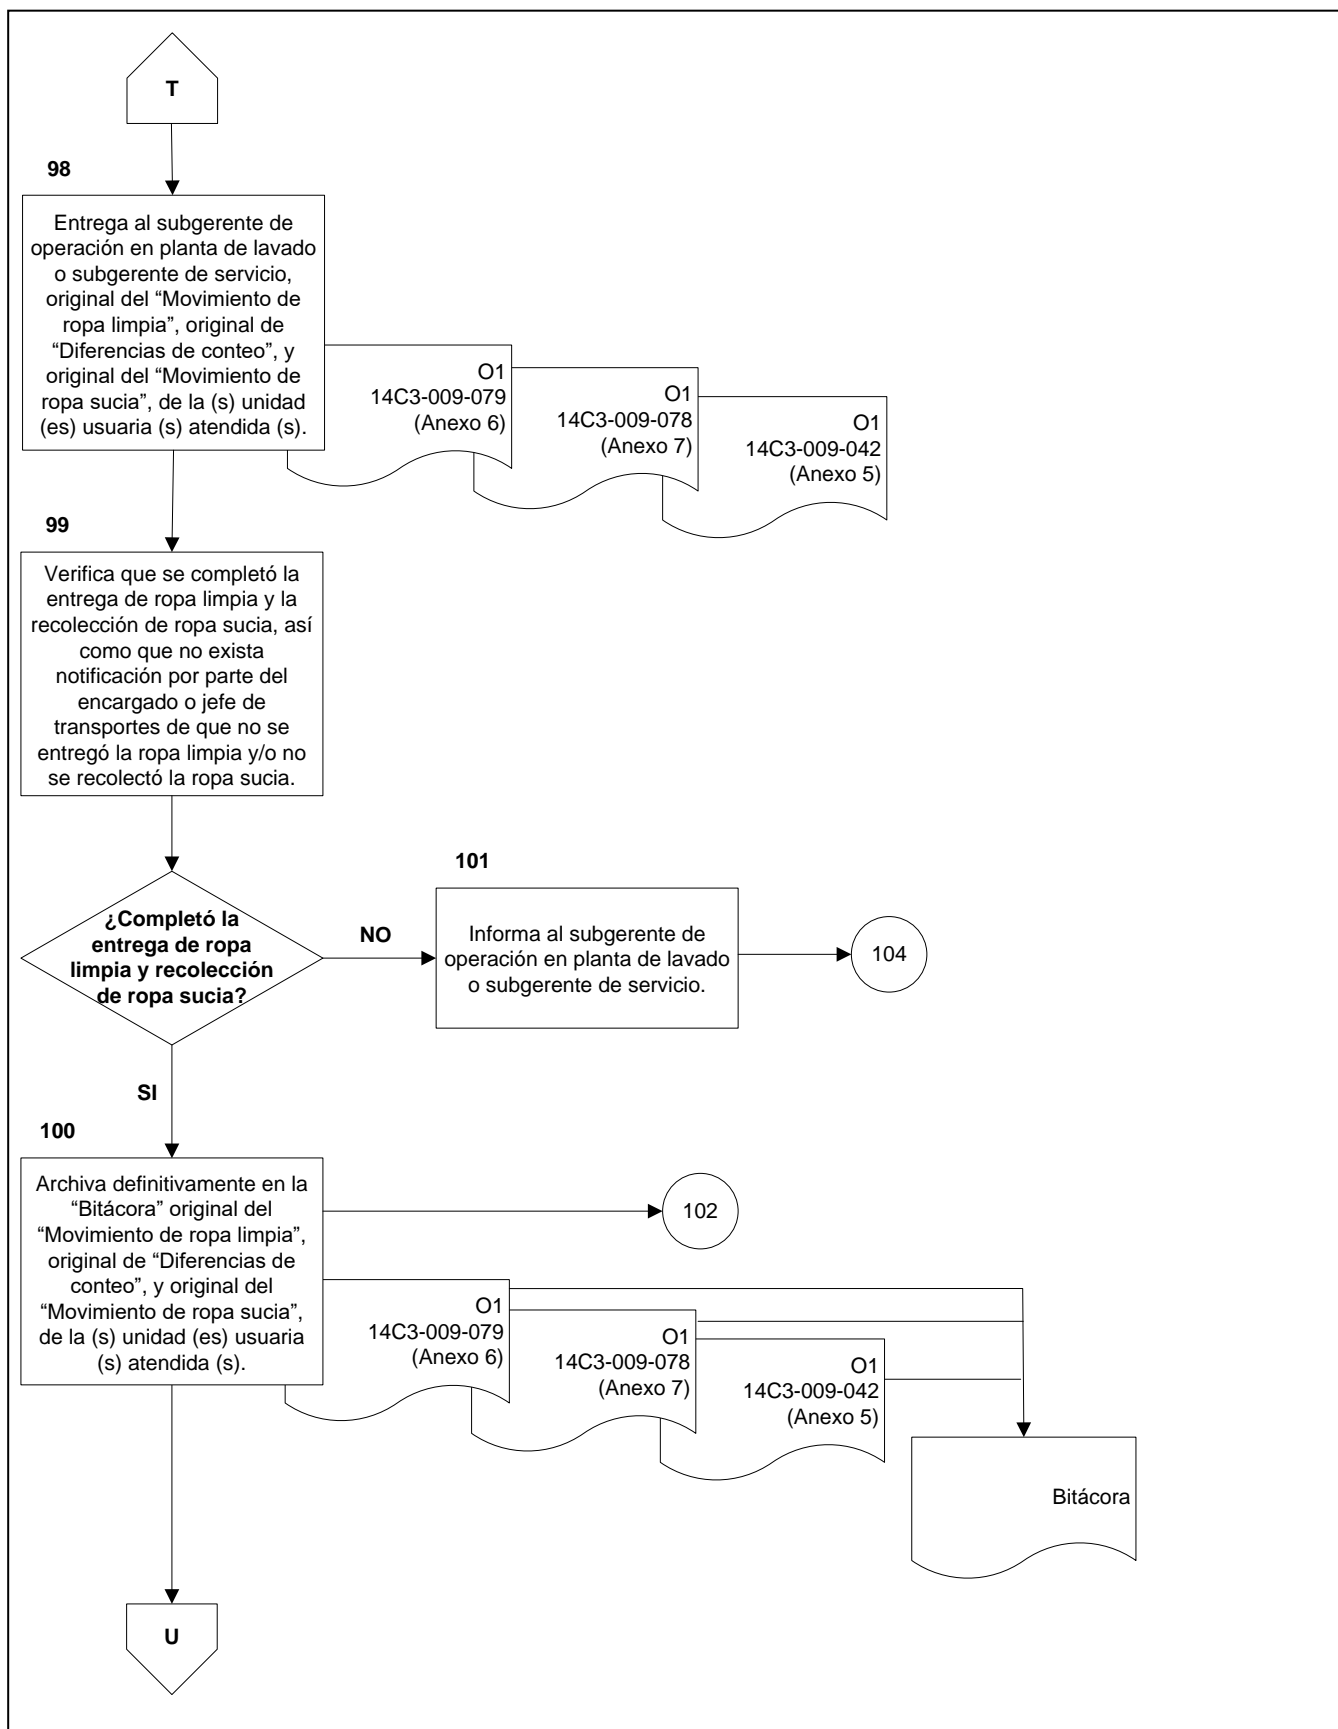 T
98
Entrega al subgerente de
operación en planta de lavado
o subgerente de servicio,
original del “Movimiento de
ropa limpia”, original de
“Diferencias de conteo”, y
original del “Movimiento de
ropa sucia”, de la (s) unidad
(es) usuaria (s) atendida (s).
O1
14C3-009-079
(Anexo 6)
O1
14C3-009-078
(Anexo 7)
O1
14C3-009-042
(Anexo 5)
99
Verifica que se completó la
entrega de ropa limpia y la
recolección de ropa sucia, así
como que no exista
notificación por parte del
encargado o jefe de
transportes de que no se
entregó la ropa limpia y/o no
se recolectó la ropa sucia.
¿Completó la
entrega de ropa
limpia y recolección
de ropa sucia?
NO
101
Informa al subgerente de
operación en planta de lavado
o subgerente de servicio.
104
SI
100
Archiva definitivamente en la
“Bitácora” original del
“Movimiento de ropa limpia”,
original de “Diferencias de
conteo”, y original del
“Movimiento de ropa sucia”,
de la (s) unidad (es) usuaria
(s) atendida (s).
102
O1
14C3-009-079
(Anexo 6)
O1
14C3-009-078
(Anexo 7)
O1
14C3-009-042
(Anexo 5)
Bitácora
U